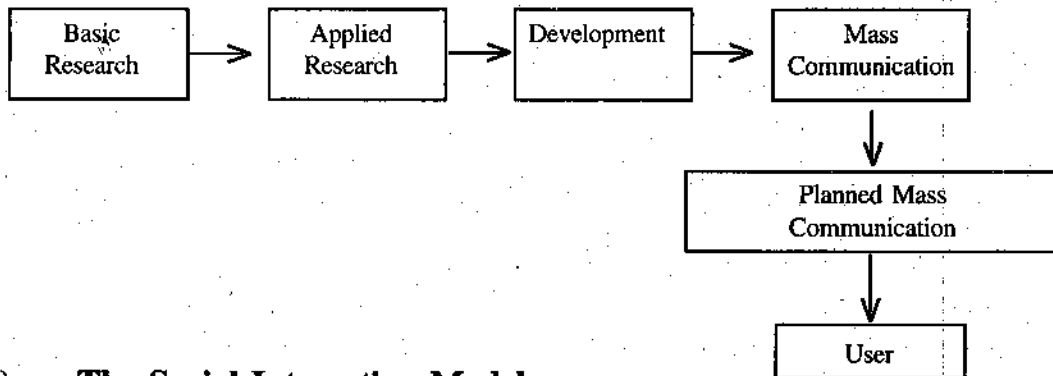 Basic
Research
Applied
Research
Development
Mass
Communication
Planned Mass
Communication
User
The Social Interaction Model